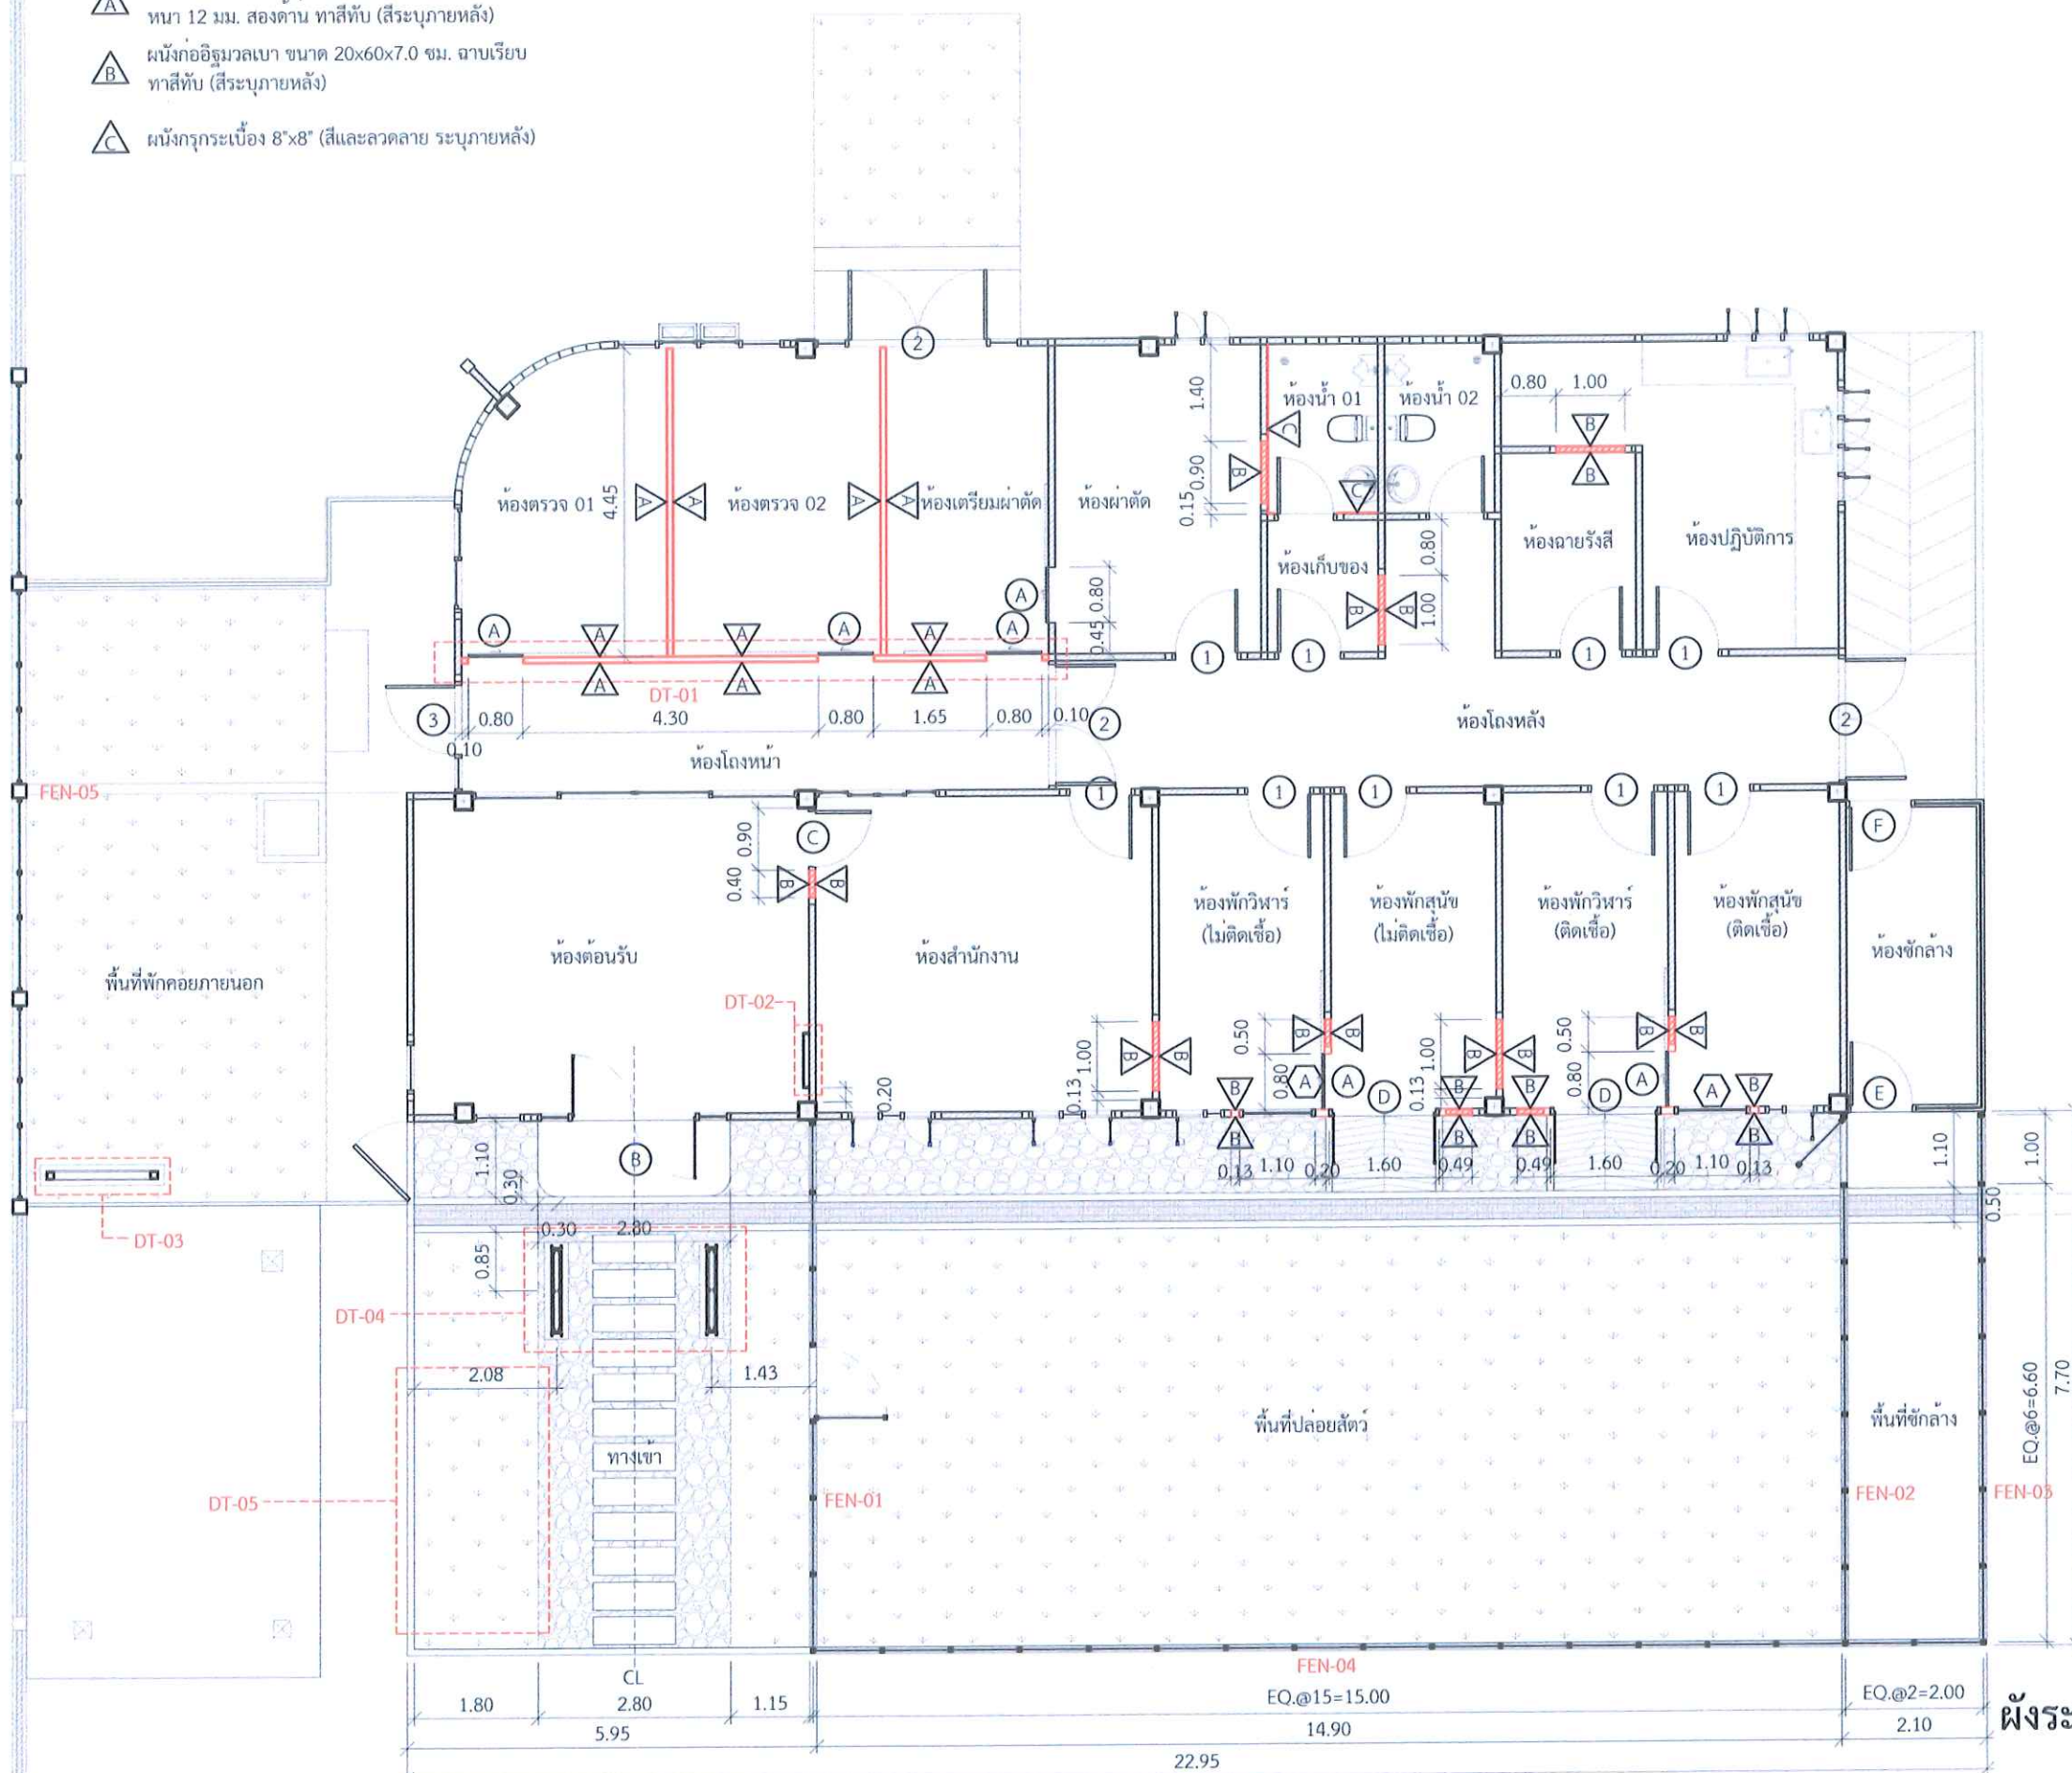 A
หนา 12 มม. สองด้าน ทาสีทับ (สีระบุภายหลัง)
B
ผนังก่ออิฐมวลเบา ขนาด 20x60x7.0 ซม. ฉาบเรียบ
ทาสีทับ (สีระบุภายหลัง)
C
ผนังกรุกระเบื้อง 8"x8" (สีและลวดลาย ระบุภายหลัง)
2
1.40
ห้องน้ำ 01
ห้องน้ำ 02
0.80
1.00
B
B
C
B
0.90
0.15
C
ห้องตรวจ 01
4.45
A
A
ห้องตรวจ 02
A
A
ห้องเตรียมผ่าตัด
ห้องผ่าตัด
ห้องฉายรังสี
ห้องปฏิบัติการ
ห้องเก็บของ
0.80
1.00
B
B
A
0.80
0.45
A
A
A
A
A
A
A
A
A
1
1
1
1
DT-01
3
0.80
4.30
0.80
1.65
0.80
0.10
2
0.10
ห้องโถงหน้า
ห้องโถงหลัง
2
FEN-05
1
1
1
1
1
C
0.90
0.40
B
B
F
ห้องต้อนรับ
ห้องสำนักงาน
ห้องพักวิฬาร์
(ไม่ติดเชื้อ)
ห้องพักสุนัข
(ไม่ติดเชื้อ)
ห้องพักวิฬาร์
(ติดเชื้อ)
ห้องพักสุนัข
(ติดเชื้อ)
ห้องซักล้าง
พื้นที่พักคอยภายนอก
DT-02
0.20
1.00
0.13
B
B
0.50
0.80
B
B
A
A
D
1.00
0.13
B
B
0.50
0.80
B
B
A
A
D
E
B
B
B
B
B
B
B
B
1.10
0.30
B
0.13
1.10
0.20
1.60
0.49
0.49
1.60
0.20
1.10
0.13
1.10
1.00
0.50
DT-03
0.30
2.80
0.85
DT-04
2.08
1.43
ทางเข้า
พื้นที่ปล่อยสัตว์
พื้นที่ซักล้าง
EQ.@6=6.60
7.70
DT-05
FEN-01
FEN-02
FEN-03
FEN-04
CL
1.80
2.80
1.15
EQ.@15=15.00
EQ.@2=2.00
5.95
14.90
2.10
ผังระ
22.95